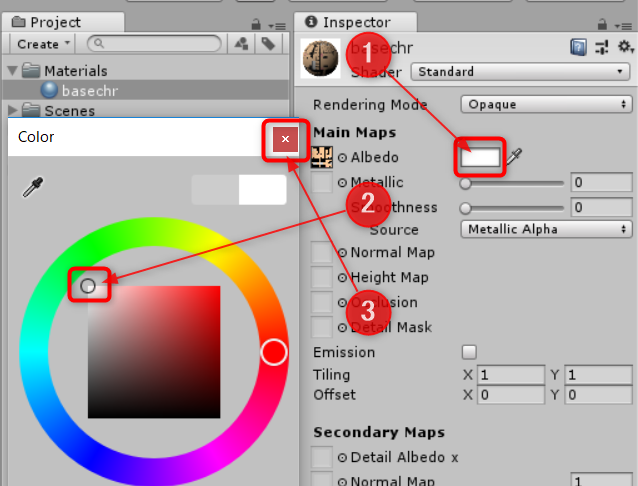 Project
Create
Materials
basechr
Scenes
Color
×
2
Inspector
1
basechr
Shader
Standard
Rendering Mode
Opaque
Main Maps
Albedo
Metallic
0
Smoothness
0
Source
Metallic Alpha
Normal Map
Height Map
3
Occlusion
Detail Mask
Emission
Tiling
X 1 Y 1
Offset
X 0 Y 0
Secondary Maps
Detail Albedo x
Normal Map
1